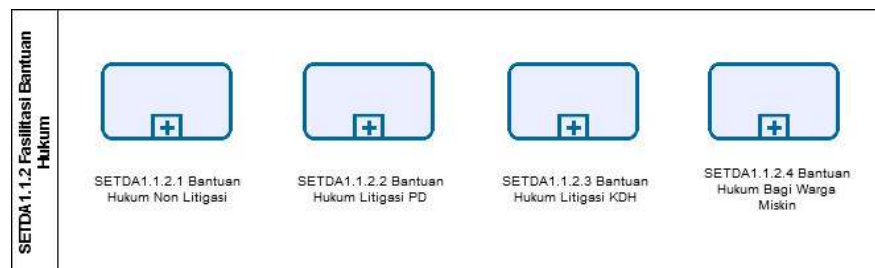 SETDA1.1.2 Fasilitasi Bantuan
Hukum
SETDA1.1.2.1 Bantuan
Hukum Non Litigasi
SETDA1.1.2.2 Bantuan
Hukum Litigasi PD
SETDA1.1.2.3 Bantuan
Hukum Litigasi KDH
SETDA1.1.2.4 Bantuan
Hukum Bagi Warga
Miskin